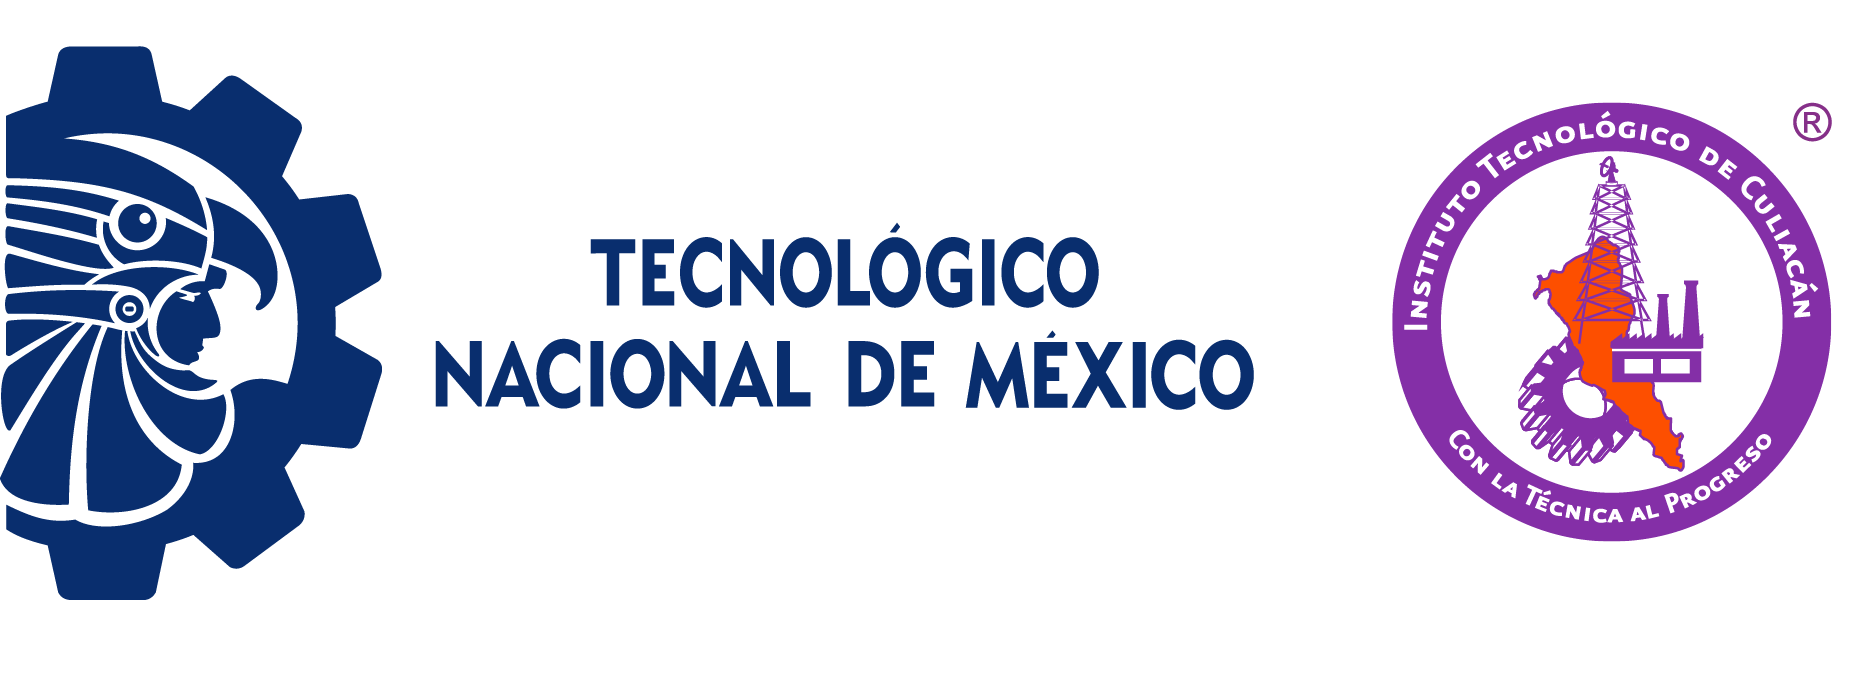 TECNOLÓGICO
NACIONAL DE MÉXICO
INSTITUTO TECNOLÓGICO DE CULIACÁN
CON LA TÉCNICA AL PROGRESO
®